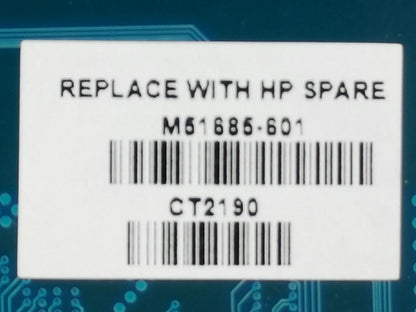 REPLACE WITH HP SPARE
M51685-601
CT2190